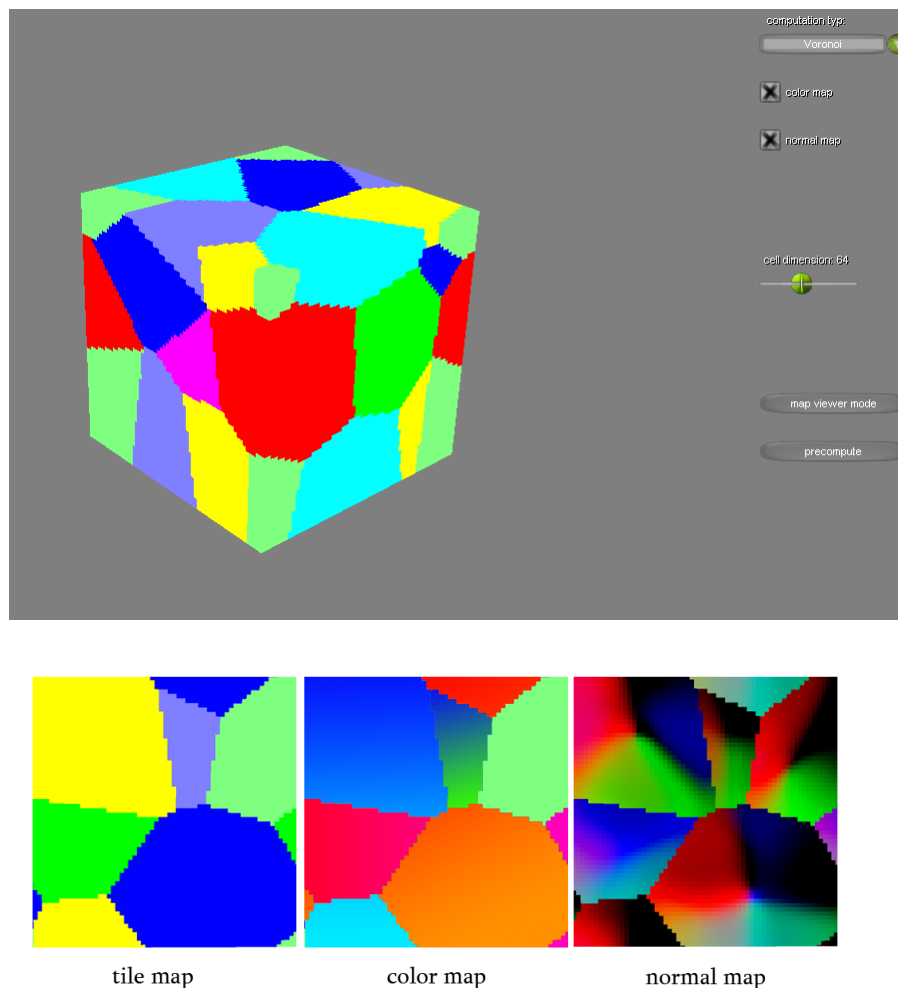 computation typ:
Voronoi
color map
normal map
cell dimension: 64
map viewer mode
precompute
tile map
color map
normal map